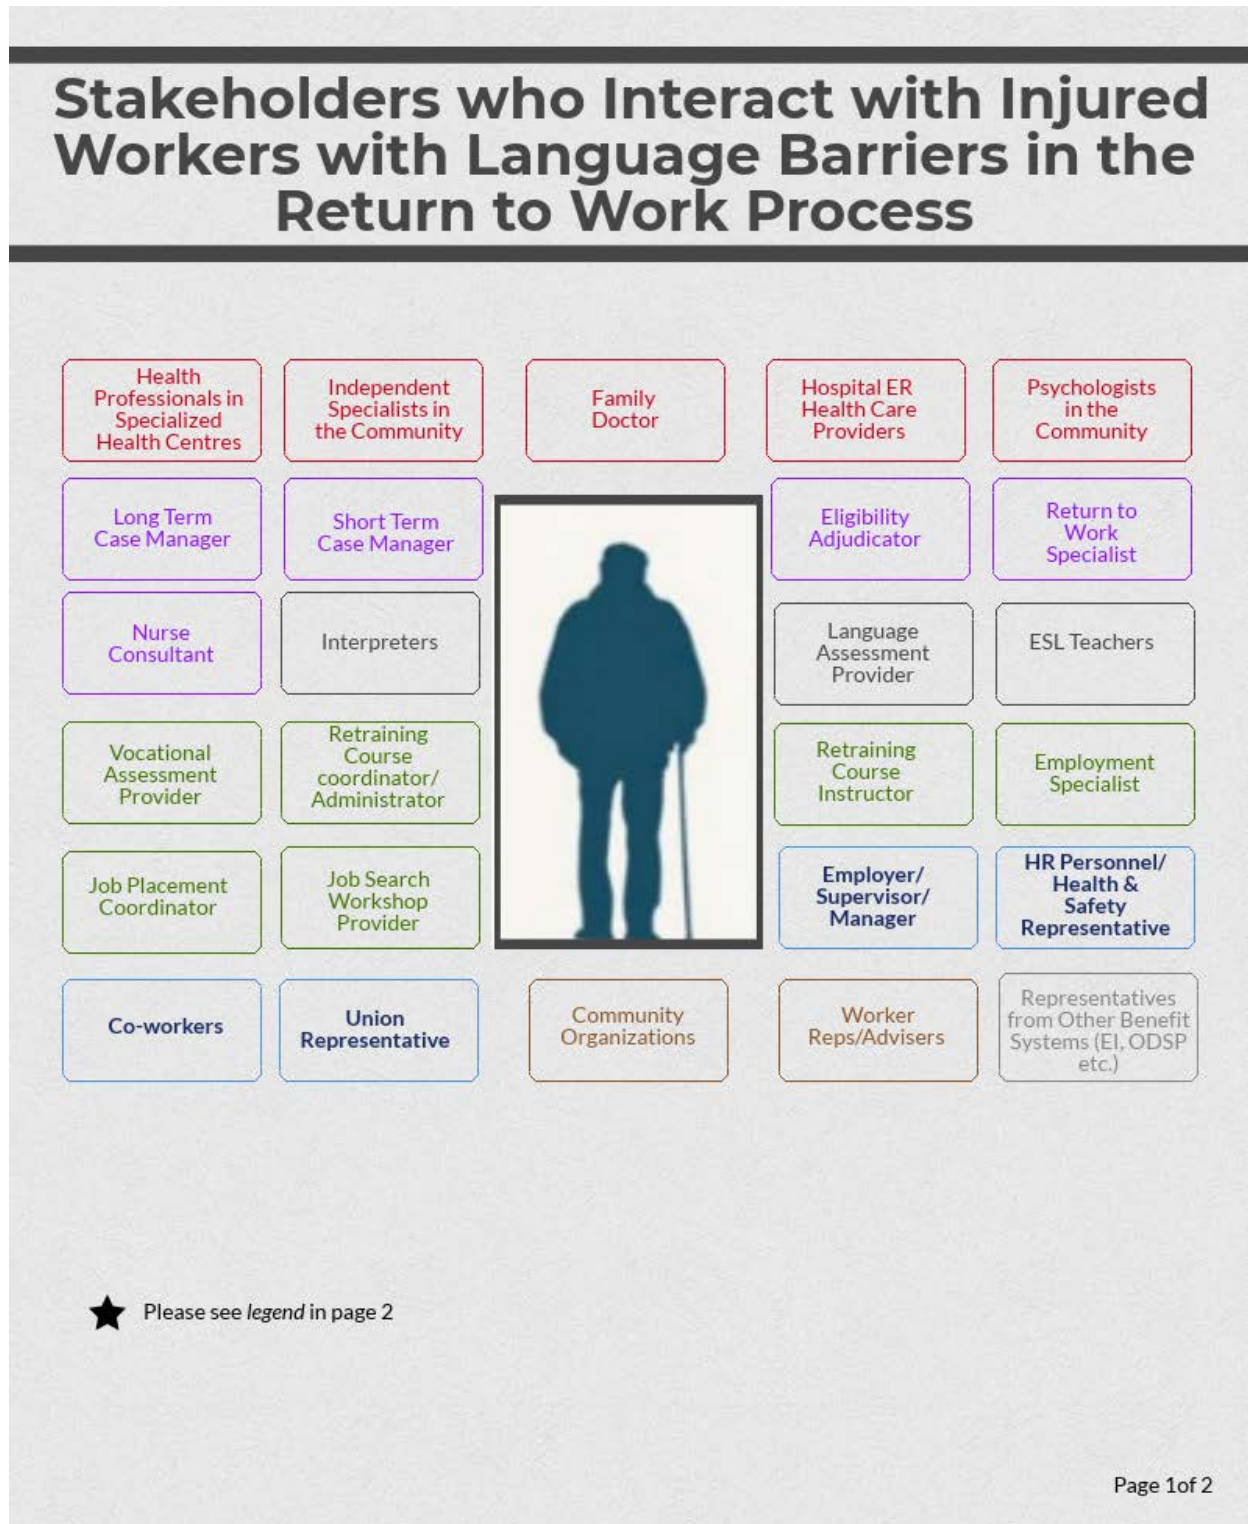 Stakeholders who Interact with Injured
Workers with Language Barriers in the
Return to Work Process
Health
Professionals in
Specialized
Health Centres
Independent
Specialists in
the Community
Family
Doctor
Hospital ER
Health Care
Providers
Psychologists
in the
Community
Long Term
Case Manager
Short Term
Case Manager
Eligibility
Adjudicator
Return to
Work
Specialist
Nurse
Consultant
Interpreters
Language
Assessment
Provider
ESL Teachers
Vocational
Assessment
Provider
Retraining
Course
coordinator/
Administrator
Retraining
Course
Instructor
Employment
Specialist
Job Placement
Coordinator
Job Search
Workshop
Provider
Employer/
Supervisor/
Manager
HR Personnel/
Health &
Safety
Representative
Co-workers
Union
Representative
Community
Organizations
Worker
Reps/Advisers
Representatives
from Other Benefit
Systems (EI, ODSP
etc.)
Please see legend in page 2
Page 1of 2